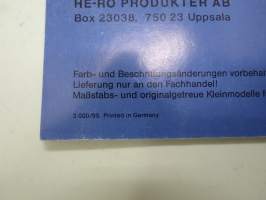 HE-RO PRODUKTER AB
Box 23038, 750 23 Uppsala
Farb- und Beschriftungsänderungen vorbehal
Lieferung nur an den Fachhandel!
Maßstabs- und originalgetreue Kleinmodelle
Printed in Germany